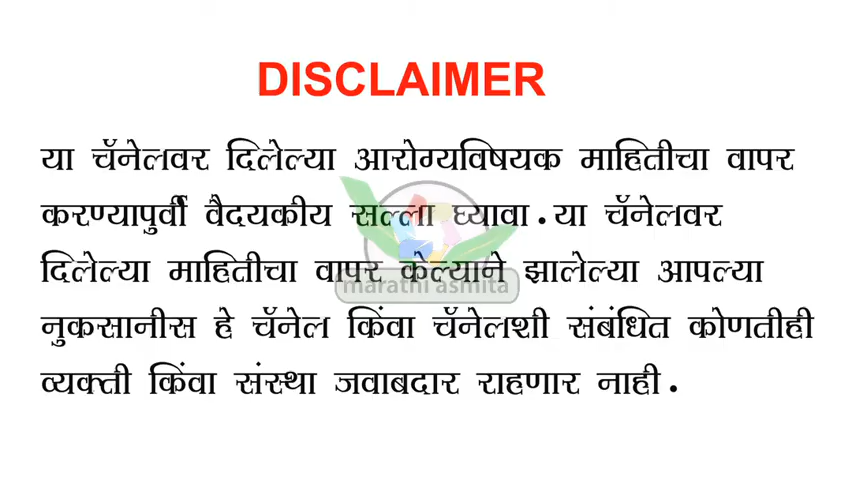 DISCLAIMER
या चॅनेलवर दिलेल्या आरोग्यविषयक माहितीचा वापर
करण्यापुर्वी वैदयकीय सल्ला घ्यावा.या चॅनेलवर
दिलेल्या माहितीचा वापर केल्याने झालेल्या आपल्या
marathi asmita
नुकसानीस हे चॅनेल किंवा चॅनेलशी संबंधित कोणतीही
व्यक्ती किंवा संस्था जवाबदार राहणार नाही.